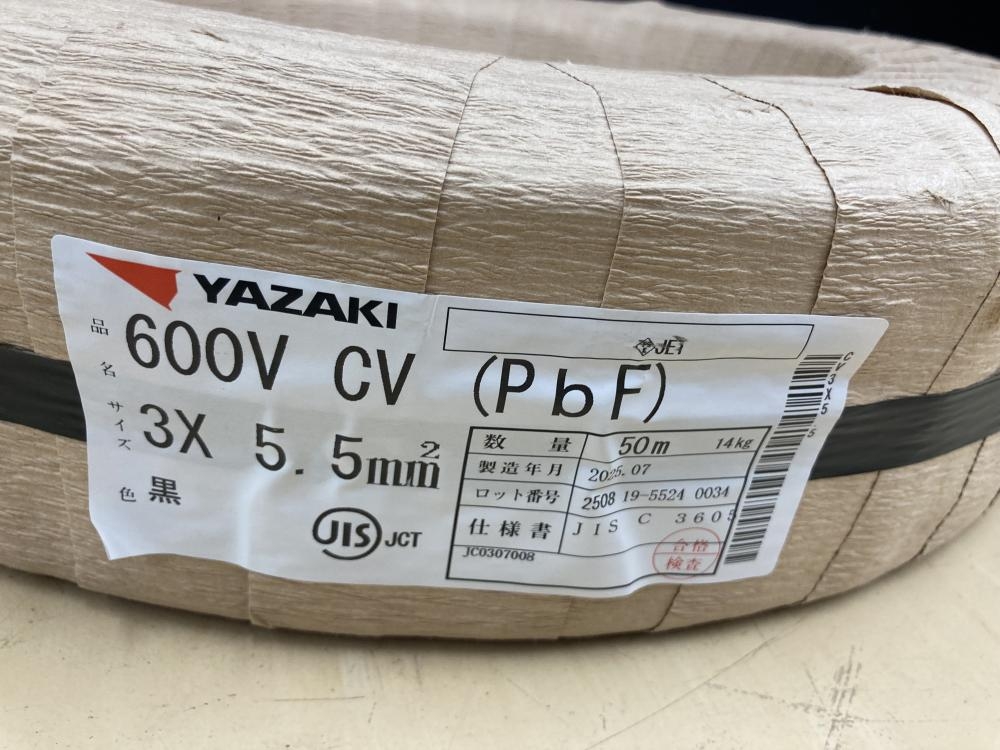 YAZAKI
JET
品名 600V CV (PbF)
サイズ 3X 5.5mm²
色 黒
JIS JCT
数量 50m 14kg
製造年月 2025.07
ロット番号 2508 19-5524 0034
仕様書 JIS C 3605
JC0307008
合格
検査
CV 3X5.5